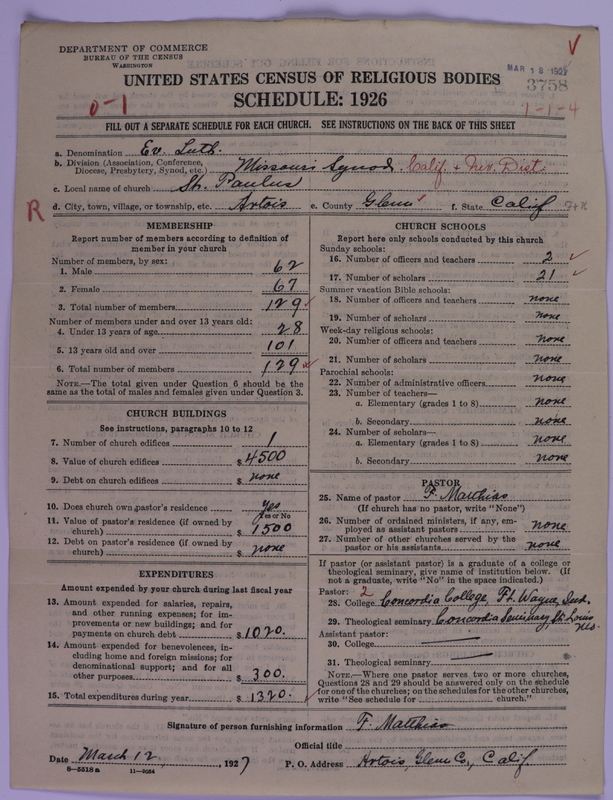 DEPARTMENT OF COMMERCE
BUREAU OF THE CENSUS
WASHINGTON
MAR 18 1927
3758
UNITED STATES CENSUS OF RELIGIOUS BODIES
SCHEDULE: 1926
0-1
1-1-4
FILL OUT A SEPARATE SCHEDULE FOR EACH CHURCH. SEE INSTRUCTIONS ON THE BACK OF THIS SHEET
a. Denomination Ev. Luth.
b. Division (Association, Conference, Diocese, Presbytery, Synod, etc.) Missouri Synod. Calif. + Nev. Dist.
c. Local name of church St. Paulus
R
d. City, town, village, or township, etc. Artois e. County Glenn f. State Calif
MEMBERSHIP
Report number of members according to definition of
member in your church
Number of members, by sex:
1. Male 62
2. Female 67
3. Total number of members 129
Number of members under and over 13 years old:
4. Under 13 years of age 28
5. 13 years old and over 101
6. Total number of members 129
NOTE.—The total given under Question 6 should be the
same as the total of males and females given under Question 3.
CHURCH BUILDINGS
See instructions, paragraphs 10 to 12
7. Number of church edifices 1
8. Value of church edifices $ 4500
9. Debt on church edifices $ none
10. Does church own pastor's residence yes
Yes or No
11. Value of pastor's residence (if owned by
church) $ 1500
12. Debt on pastor's residence (if owned by
church) $ none
EXPENDITURES
Amount expended by your church during last fiscal year
13. Amount expended for salaries, repairs,
and other running expenses; for im-
provements or new buildings; and for
payments on church debt $ 1020.
14. Amount expended for benevolences, in-
cluding home and foreign missions; for
denominational support; and for all
other purposes $ 300.
15. Total expenditures during year $ 1320.
CHURCH SCHOOLS
Report here only schools conducted by this church
Sunday schools:
16. Number of officers and teachers 2
17. Number of scholars 21
Summer vacation Bible schools:
18. Number of officers and teachers none
19. Number of scholars none
Week-day religious schools:
20. Number of officers and teachers none
21. Number of scholars none
Parochial schools:
22. Number of administrative officers none
23. Number of teachers—
a. Elementary (grades 1 to 8) none
b. Secondary none
24. Number of scholars—
a. Elementary (grades 1 to 8) none
b. Secondary none
PASTOR
25. Name of pastor F. Matthias
(If church has no pastor, write "None")
26. Number of ordained ministers, if any, em-
ployed as assistant pastors none
27. Number of other churches served by the
pastor or his assistants none
If pastor (or assistant pastor) is a graduate of a college or
theological seminary, give name of institution below. (If
not a graduate, write "No" in the space indicated.)
Pastor: 2
28. College Concordia College, Ft. Wayne, Ind.
29. Theological seminary Concordia Seminary, St. Louis
Mo.
Assistant pastor:
30. College
31. Theological seminary
NOTE.—Where one pastor serves two or more churches,
Questions 28 and 29 should be answered only on the schedule
for one of the churches; on the schedules for the other churches,
write "See schedule for church."
Signature of person furnishing information F. Matthias
Official title
Date March 12, 1927 P. O. Address Artois, Glenn Co., Calif.
8—5518 a 11—9054